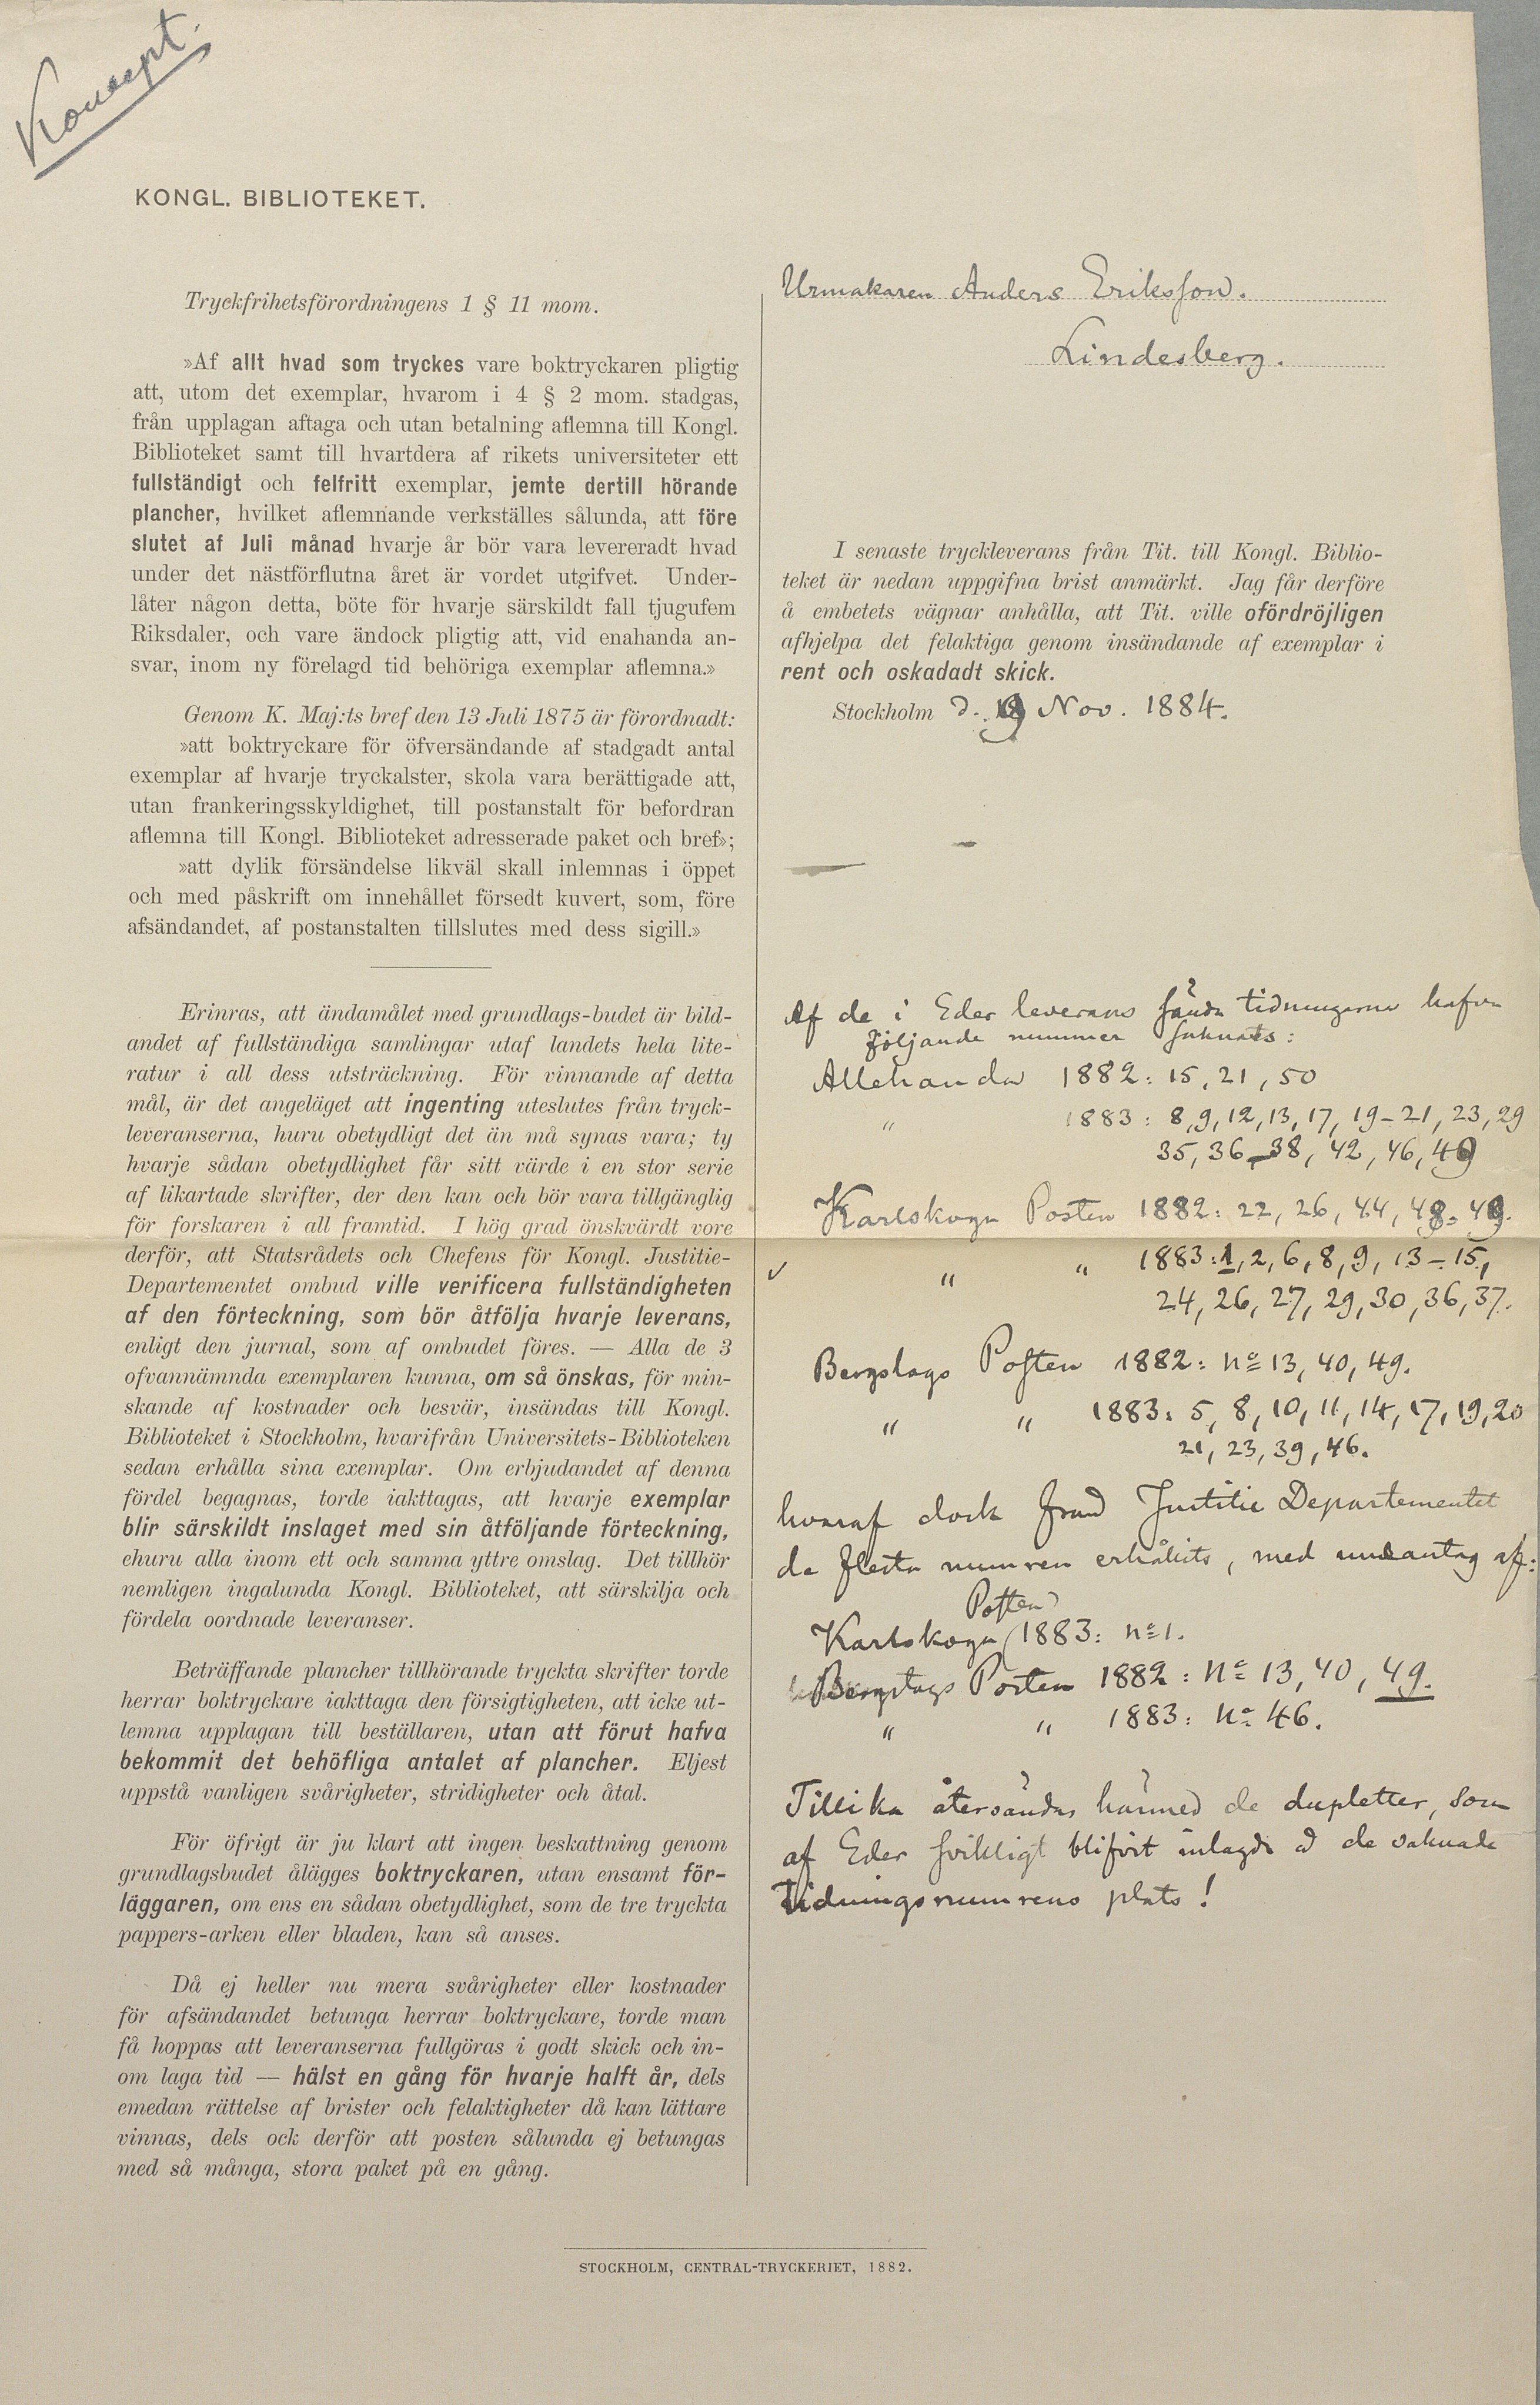 Koncept.
KONGL. BIBLIOTEKET.
Tryckfrihetsförordningens 1 § 11 mom.
»Af allt hvad som tryckes vare boktryckaren pligtig
att, utom det exemplar, hvarom i 4 § 2 mom. stadgas,
från upplagan aftaga och utan betalning aflemna till Kongl.
Biblioteket samt till hvartdera af rikets universiteter ett
fullständigt och felfritt exemplar, jemte dertill hörande
plancher, hvilket aflemnande verkställes sålunda, att före
slutet af Juli månad hvarje år bör vara levereradt hvad
under det nästförflutna året är vordet utgifvet. Under-
låter någon detta, böte för hvarje särskildt fall tjugufem
Riksdaler, och vare ändock pligtig att, vid enahanda an-
svar, inom ny förelagd tid behöriga exemplar aflemna.»
Genom K. Maj:ts bref den 13 Juli 1875 är förordnadt:
»att boktryckare för öfversändande af stadgadt antal
exemplar af hvarje tryckalster, skola vara berättigade att,
utan frankeringsskyldighet, till postanstalt för befordran
aflemna till Kongl. Biblioteket adresserade paket och bref»;
»att dylik försändelse likväl skall inlemnas i öppet
och med påskrift om innehållet försedt kuvert, som, före
afsändandet, af postanstalten tillslutes med dess sigill.»
Erinras, att ändamålet med grundlags-budet är bild-
andet af fullständiga samlingar utaf landets hela lite-
ratur i all dess utsträckning. För vinnande af detta
mål, är det angeläget att ingenting uteslutes från tryck-
leveranserna, huru obetydligt det än må synas vara; ty
hvarje sådan obetydlighet får sitt värde i en stor serie
af likartade skrifter, der den kan och bör vara tillgänglig
för forskaren i all framtid. I hög grad önskvärdt vore
derför, att Statsrådets och Chefens för Kongl. Justitie-
Departementet ombud ville verificera fullständigheten
af den förteckning, som bör åtfölja hvarje leverans,
enligt den jurnal, som af ombudet föres. — Alla de 3
ofvannämnda exemplaren kunna, om så önskas, för min-
skande af kostnader och besvär, insändas till Kongl.
Biblioteket i Stockholm, hvarifrån Universitets-Biblioteken
sedan erhålla sina exemplar. Om erbjudandet af denna
fördel begagnas, torde iakttagas, att hvarje exemplar
blir särskildt inslaget med sin åtföljande förteckning,
ehuru alla inom ett och samma yttre omslag. Det tillhör
nemligen ingalunda Kongl. Biblioteket, att särskilja och
fördela oordnade leveranser.
Beträffande plancher tillhörande tryckta skrifter torde
herrar boktryckare iakttaga den försigtigheten, att icke ut-
lemna upplagan till beställaren, utan att förut hafva
bekommit det behöfliga antalet af plancher. Eljest
uppstå vanligen svårigheter, stridigheter och åtal.
För öfrigt är ju klart att ingen beskattning genom
grundlagsbudet ålägges boktryckaren, utan ensamt för-
läggaren, om ens en sådan obetydlighet, som de tre tryckta
pappers-arken eller bladen, kan så anses.
Då ej heller nu mera svårigheter eller kostnader
för afsändandet betunga herrar boktryckare, torde man
få hoppas att leveranserna fullgöras i godt skick och in-
om laga tid — hälst en gång för hvarje halft år, dels
emedan rättelse af brister och felaktigheter då kan lättare
vinnas, dels ock derför att posten sålunda ej betungas
med så många, stora paket på en gång.
Urmakaren Anders Eriksson.
Lindesberg.
I senaste tryckleverans från Tit. till Kongl. Biblio-
teket är nedan uppgifna brist anmärkt. Jag får derföre
å embetets vägnar anhålla, att Tit. ville ofördröjligen
afhjelpa det felaktiga genom insändande af exemplar i
rent och oskadadt skick.
Stockholm d. Nov. 1884.
Af de i Eder leverans sända tidningarna hafva
följande nummer saknats:
Allehanda 1882: 15, 21, 50
" 1883: 8, 9, 12, 13, 17, 19–21, 23, 29
35, 36–38, 42, 46, 49
Karlskoga Posten 1882: 22, 26, 44, 48–49.
" " 1883: 1, 2, 6, 8, 9, 13–15,
24, 26, 27, 29, 30, 36, 37.
Bergslags Posten 1882: No 13, 40, 49.
" " 1883: 5, 8, 10, 11, 14, 17, 19, 20
21, 23, 39, 46.
hvaraf dock från Justitie Departementet
de flesta numren erhållits, med undantag af:
Karlskoga Posten 1883: No 1.
Bergslags Posten 1882: No 13, 40, 49.
" " 1883: No 46.
Tillika återsändas härmed de dupletter, som
af Eder blifvit inlagda å de saknade
Tidningsnumrens plats!
STOCKHOLM, CENTRAL-TRYCKERIET, 1882.